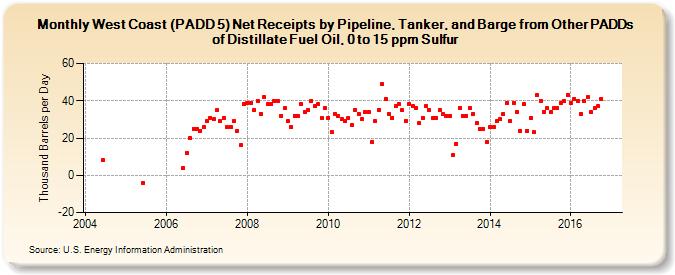 Monthly West Coast (PADD 5) Net Receipts by Pipeline, Tanker, and Barge from Other PADDs
of Distillate Fuel Oil, 0 to 15 ppm Sulfur
Thousand Barrels per Day
60
40
20
0
-20
2004 2006 2008 2010 2012 2014 2016
Source: U.S. Energy Information Administration